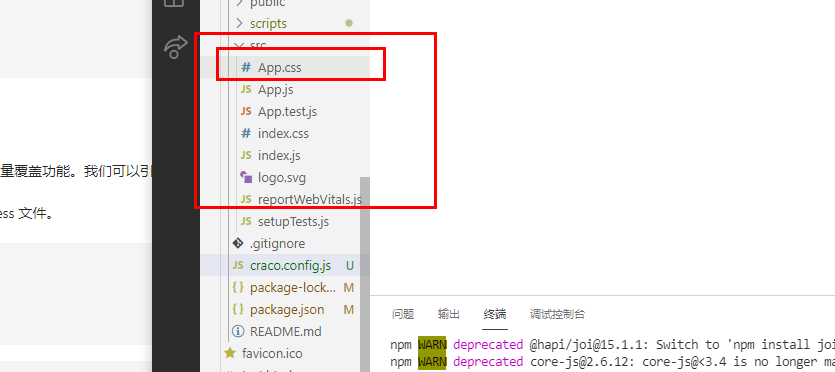 public
scripts
src
# App.css
JS App.js
JS App.test.js
# index.css
JS index.js
logo.svg
JS reportWebVitals.js
JS setupTests.js
.gitignore
JS craco.config.js U
{} package-lock... M
{} package.json M
README.md
favicon.ico
量覆盖功能。我们可以引
ess 文件。
问题 输出 终端 调试控制台
npm WARN deprecated @hapi/joi@15.1.1: Switch to 'npm install joi
npm WARN deprecated core-js@2.6.12: core-js@<3.4 is no longer ma